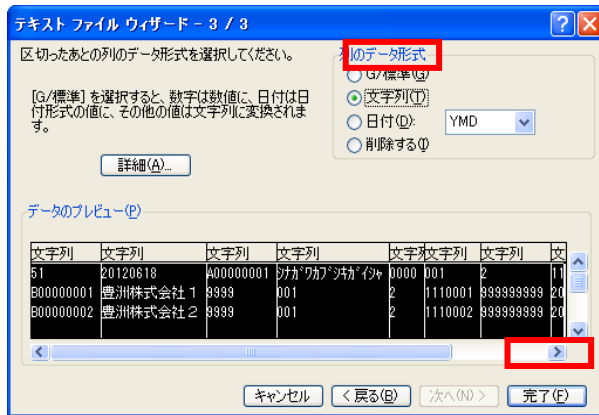 テキスト ファイル ウィザード - 3 / 3
区切ったあとの列のデータ形式を選択してください。
[G/標準] を選択すると、数字は数値に、日付は日
付形式の値に、その他の値は文字列に変換されま
す。
詳細(A)...
列のデータ形式
G/標準(G)
文字列(T)
日付(D): YMD
削除する(I)
データのプレビュー(P)
文字列 文字列 文字列 文字列 文字列 文字列 文字列 文
51 20120618 A00000001 ｼﾅｶﾞﾜｶﾌﾞｼｷｶﾞｲｼｬ 0000 001 2 11
B00000001 豊洲株式会社１ 9999 001 2 1110001 999999999 20
B00000002 豊洲株式会社２ 9999 001 2 1110002 999999999 20
キャンセル < 戻る(B) 次へ(N) > 完了(F)